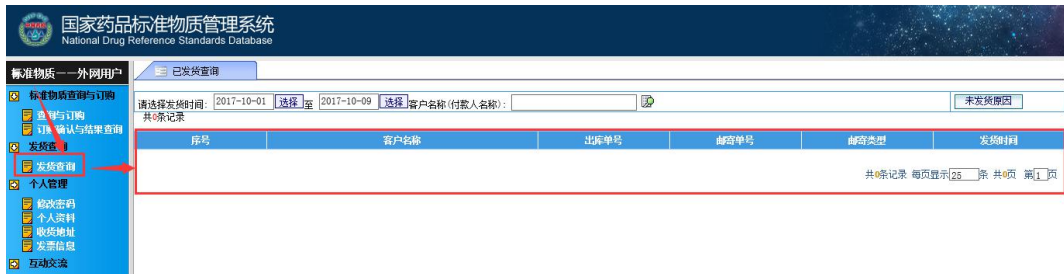 国家药品标准物质管理系统
National Drug Reference Standards Database
标准物质——外网用户
已发货查询
标准物质查询与订购
查询与订购
订购确认与结果查询
发货查询
发货查询
个人管理
修改密码
个人资料
收货地址
发票信息
互动交流
请选择发货时间: 2017-10-01 选择 至 2017-10-09 选择 客户名称(付款人名称): 未发货原因
共0条记录
序号 客户名称 出库单号 邮寄单号 邮寄类型 发货时间
共0条记录 每页显示 25 条 共0页 第 1 页